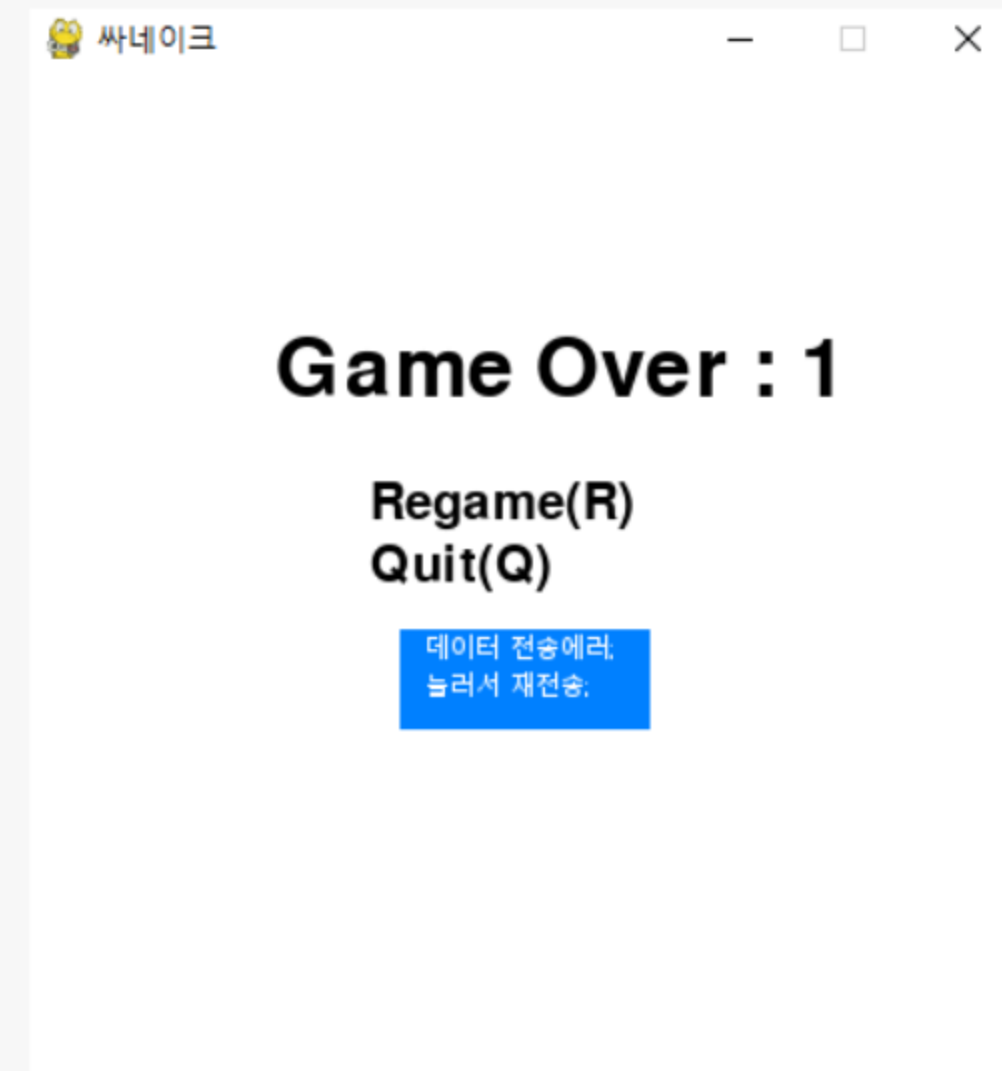 싸네이크
Game Over : 1
Regame(R)
Quit(Q)
데이터 전송에러;
눌러서 재전송;